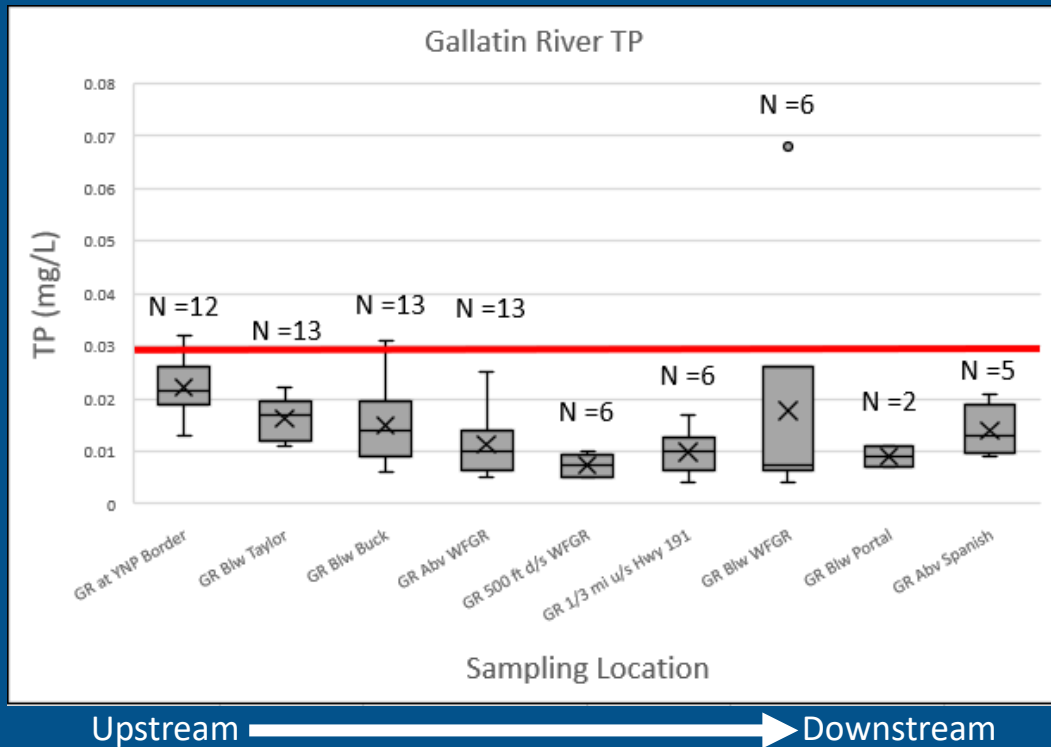 Gallatin River TP
0.08
0.07
0.06
0.05
0.04
0.03
0.02
0.01
0
TP (mg/L)
N =12
N =13
N =13
N =13
N =6
N =6
N =6
N =2
N =5
GR at YNP Border
GR Blw Taylor
GR Blw Buck
GR Abv WFGR
GR 500 ft d/s WFGR
GR 1/3 mi u/s Hwy 191
GR Blw WFGR
GR Blw Portal
GR Abv Spanish
Sampling Location
Upstream Downstream